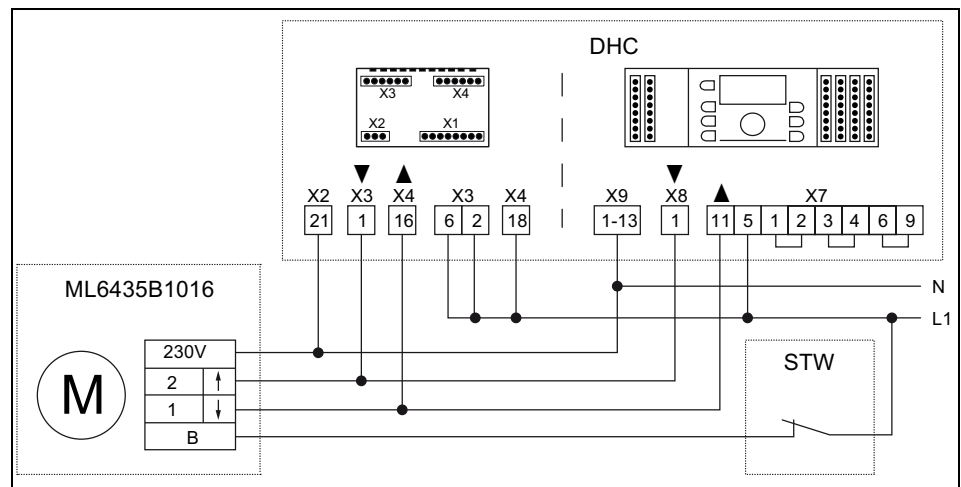 DHC
X3 X4
X2 X1
X2 X3 X4 X3 X4 X9 X8 X7
21 1 16 6 2 18 1-13 1 11 5 1 2 3 4 6 9
N
L1
ML6435B1016
STW
230V
2
1
B
M